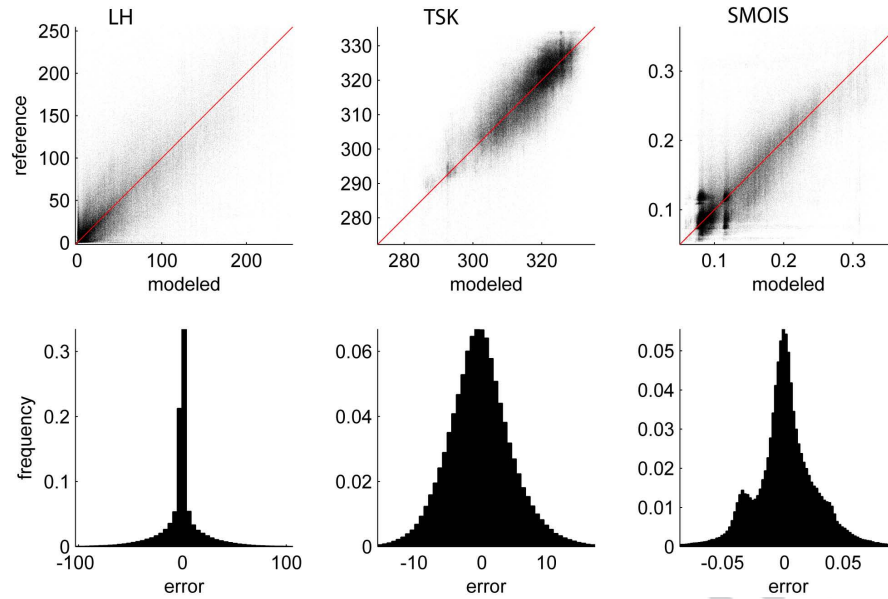 LH
TSK
SMOIS
reference
250
200
150
100
50
0
0 100 200
modeled
330
320
310
300
290
280
280 300 320
modeled
0.3
0.2
0.1
0.1 0.2 0.3
modeled
frequency
0.3
0.2
0.1
0
-100 0 100
error
0.06
0.04
0.02
0
-10 0 10
error
0.05
0.04
0.03
0.02
0.01
0
-0.05 0 0.05
error